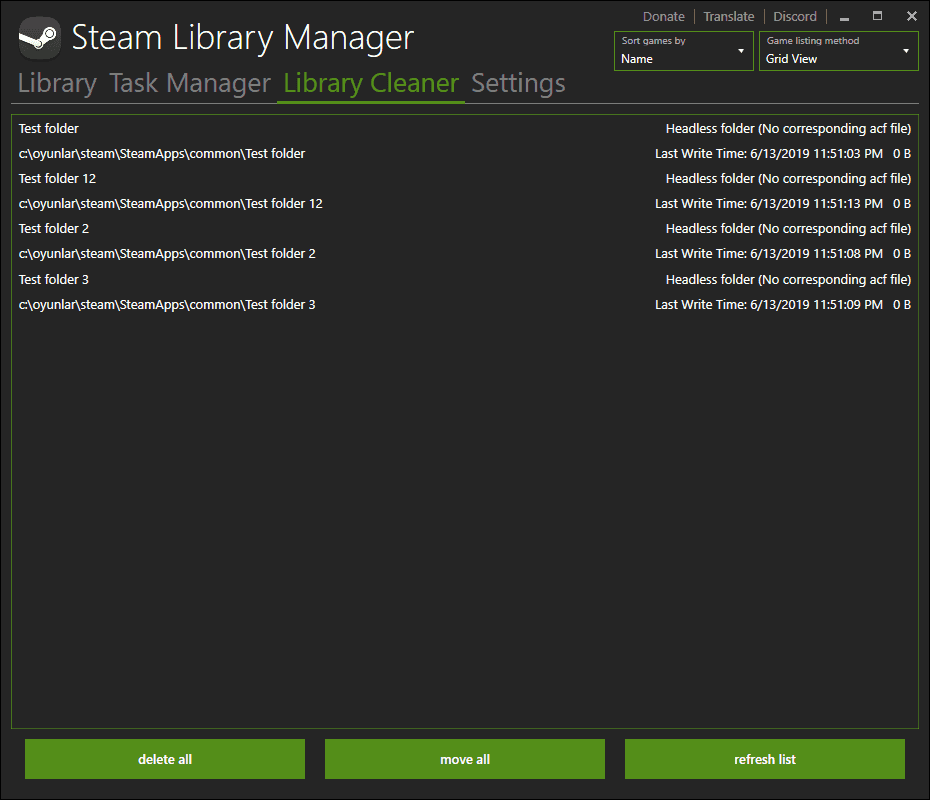 Donate Translate Discord
Steam Library Manager
Sort games by
Name
Game listing method
Grid View
Library Task Manager Library Cleaner Settings
Test folder Headless folder (No corresponding acf file)
c:\oyunlar\steam\SteamApps\common\Test folder Last Write Time: 6/13/2019 11:51:03 PM 0 B
Test folder 12 Headless folder (No corresponding acf file)
c:\oyunlar\steam\SteamApps\common\Test folder 12 Last Write Time: 6/13/2019 11:51:13 PM 0 B
Test folder 2 Headless folder (No corresponding acf file)
c:\oyunlar\steam\SteamApps\common\Test folder 2 Last Write Time: 6/13/2019 11:51:08 PM 0 B
Test folder 3 Headless folder (No corresponding acf file)
c:\oyunlar\steam\SteamApps\common\Test folder 3 Last Write Time: 6/13/2019 11:51:09 PM 0 B
delete all move all refresh list